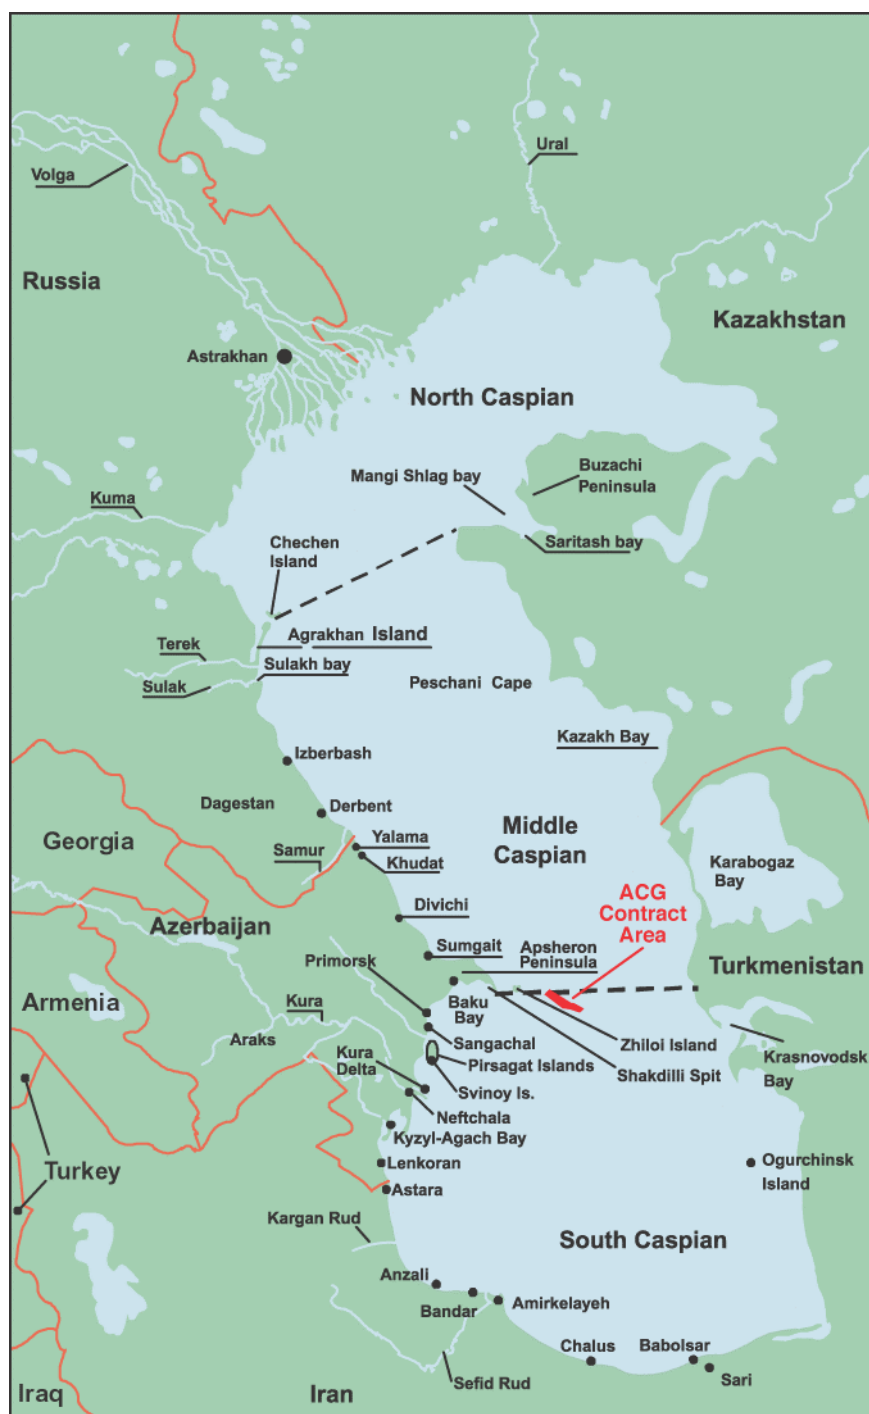 Ural
Volga
Russia
Kazakhstan
Astrakhan
North Caspian
Buzachi
Peninsula
Mangi Shlag bay
Kuma
Saritash bay
Chechen
Island
Agrakhan Island
Terek
Sulakh bay
Sulak
Peschani Cape
Kazakh Bay
Izberbash
Dagestan
Derbent
Middle
Caspian
Georgia
Yalama
Samur
Khudat
Karabogaz
Bay
ACG
Contract
Area
Divichi
Azerbaijan
Sumgait
Apsheron
Peninsula
Primorsk
Turkmenistan
Armenia
Kura
Baku
Bay
Araks
Sangachal
Zhiloi Island
Kura
Delta
Pirsagat Islands
Shakdilli Spit
Krasnovodsk
Bay
Svinoy Is.
Neftchala
Kyzyl-Agach Bay
Turkey
Lenkoran
Ogurchinsk
Island
Astara
Kargan Rud
South Caspian
Anzali
Bandar
Amirkelayeh
Chalus
Babolsar
Sefid Rud
Sari
Iraq
Iran